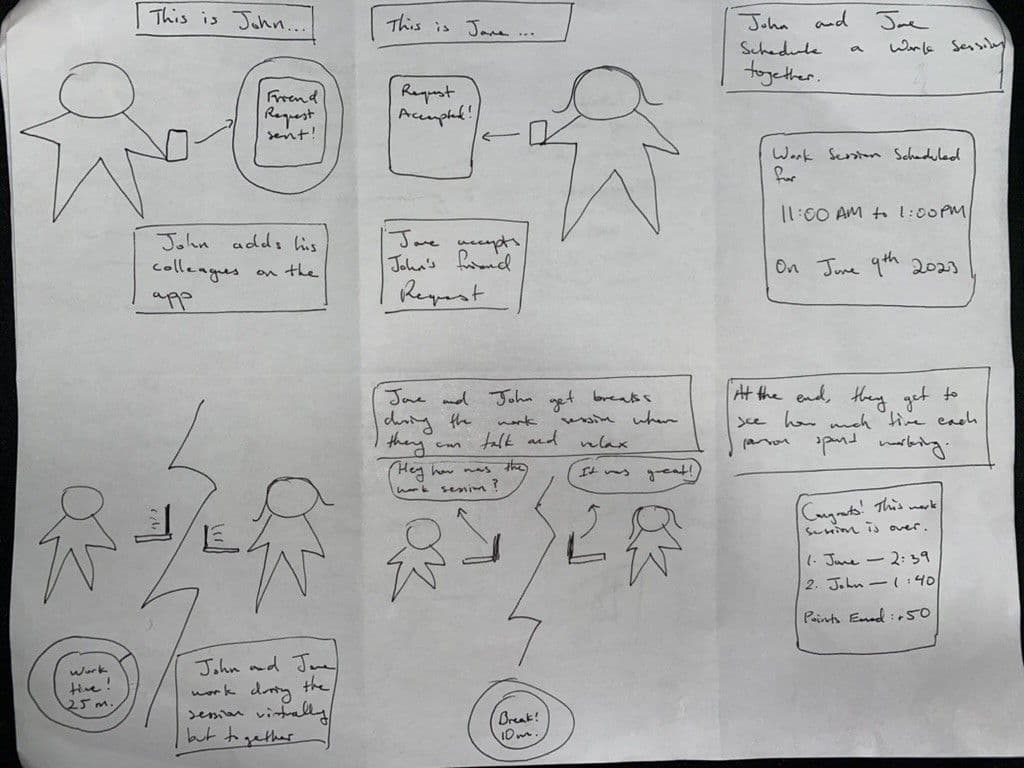 This is John...
Friend
Request
sent!
John adds his
colleagues on the
app
This is Jane...
Request
Accepted!
Jane accepts
John's friend
Request
John and Jane
Schedule a work session
together.
Work Session Scheduled
for
11:00 AM to 1:00 PM
On June 9th 2023
Work
time!
25 m.
John and Jane
work during the
session virtually
but together
Jane and John get breaks
during the work session when
they can talk and relax
Hey how was the
work session?
It was great!
Break!
10 m.
At the end, they get to
see how much time each
person spend working.
Congrats! This work
session is over.
1. Jane — 2:39
2. John — 1:40
Points Earned: +50